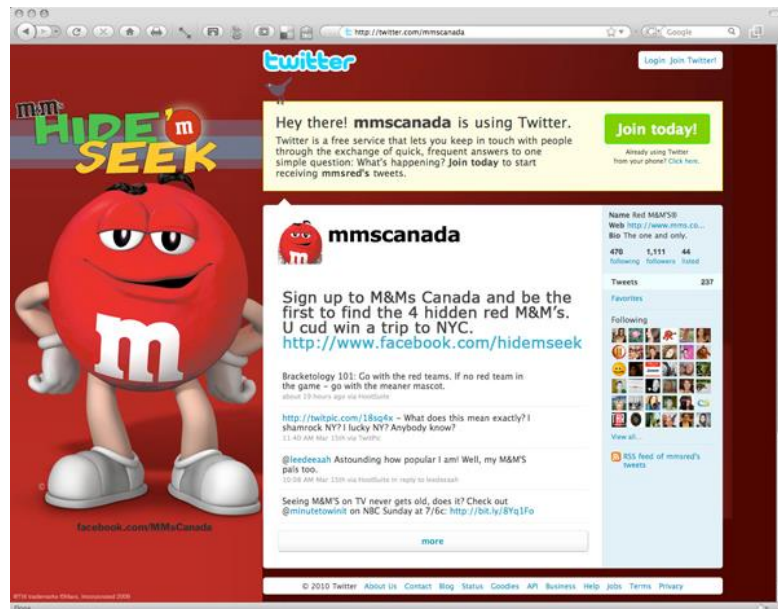 http://twitter.com/mmscanada
Google
twitter
Login Join Twitter!
m&m's
HIDE'm
SEEK
m
Hey there! mmscanada is using Twitter.
Twitter is a free service that lets you keep in touch with people
through the exchange of quick, frequent answers to one
simple question: What's happening? Join today to start
receiving mmsred's tweets.
Join today!
Already using Twitter
from your phone? Click here.
mmscanada
Sign up to M&Ms Canada and be the
first to find the 4 hidden red M&M's.
U cud win a trip to NYC.
http://www.facebook.com/hidemseek
Bracketology 101: Go with the red teams. If no red team in
the game – go with the meaner mascot.
about 19 hours ago via HootSuite
http://twitpic.com/18sq4x – What does this mean exactly? I
shamrock NY? I lucky NY? Anybody know?
11:40 AM Mar 15th via TwitPic
@leedeeaah Astounding how popular I am! Well, my M&M'S
pals too.
10:08 AM Mar 15th via HootSuite in reply to leedeeaah
Seeing M&M'S on TV never gets old, does it? Check out
@minutetowinit on NBC Sunday at 7/6c: http://bit.ly/8Yq1Fo
more
Name Red M&M'S®
Web http://www.mms.co...
Bio The one and only.
470 1,111 44
following followers listed
Tweets 237
Favorites
Following
View all...
RSS feed of mmsred's
tweets
facebook.com/MMsCanada
®TM trademarks ©Mars, Incorporated 2009
© 2010 Twitter About Us Contact Blog Status Goodies API Business Help Jobs Terms Privacy
Done